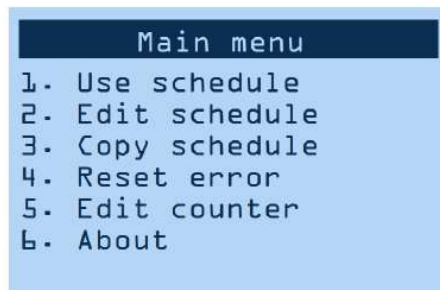 Main menu
1. Use schedule
2. Edit schedule
3. Copy schedule
4. Reset error
5. Edit counter
6. About